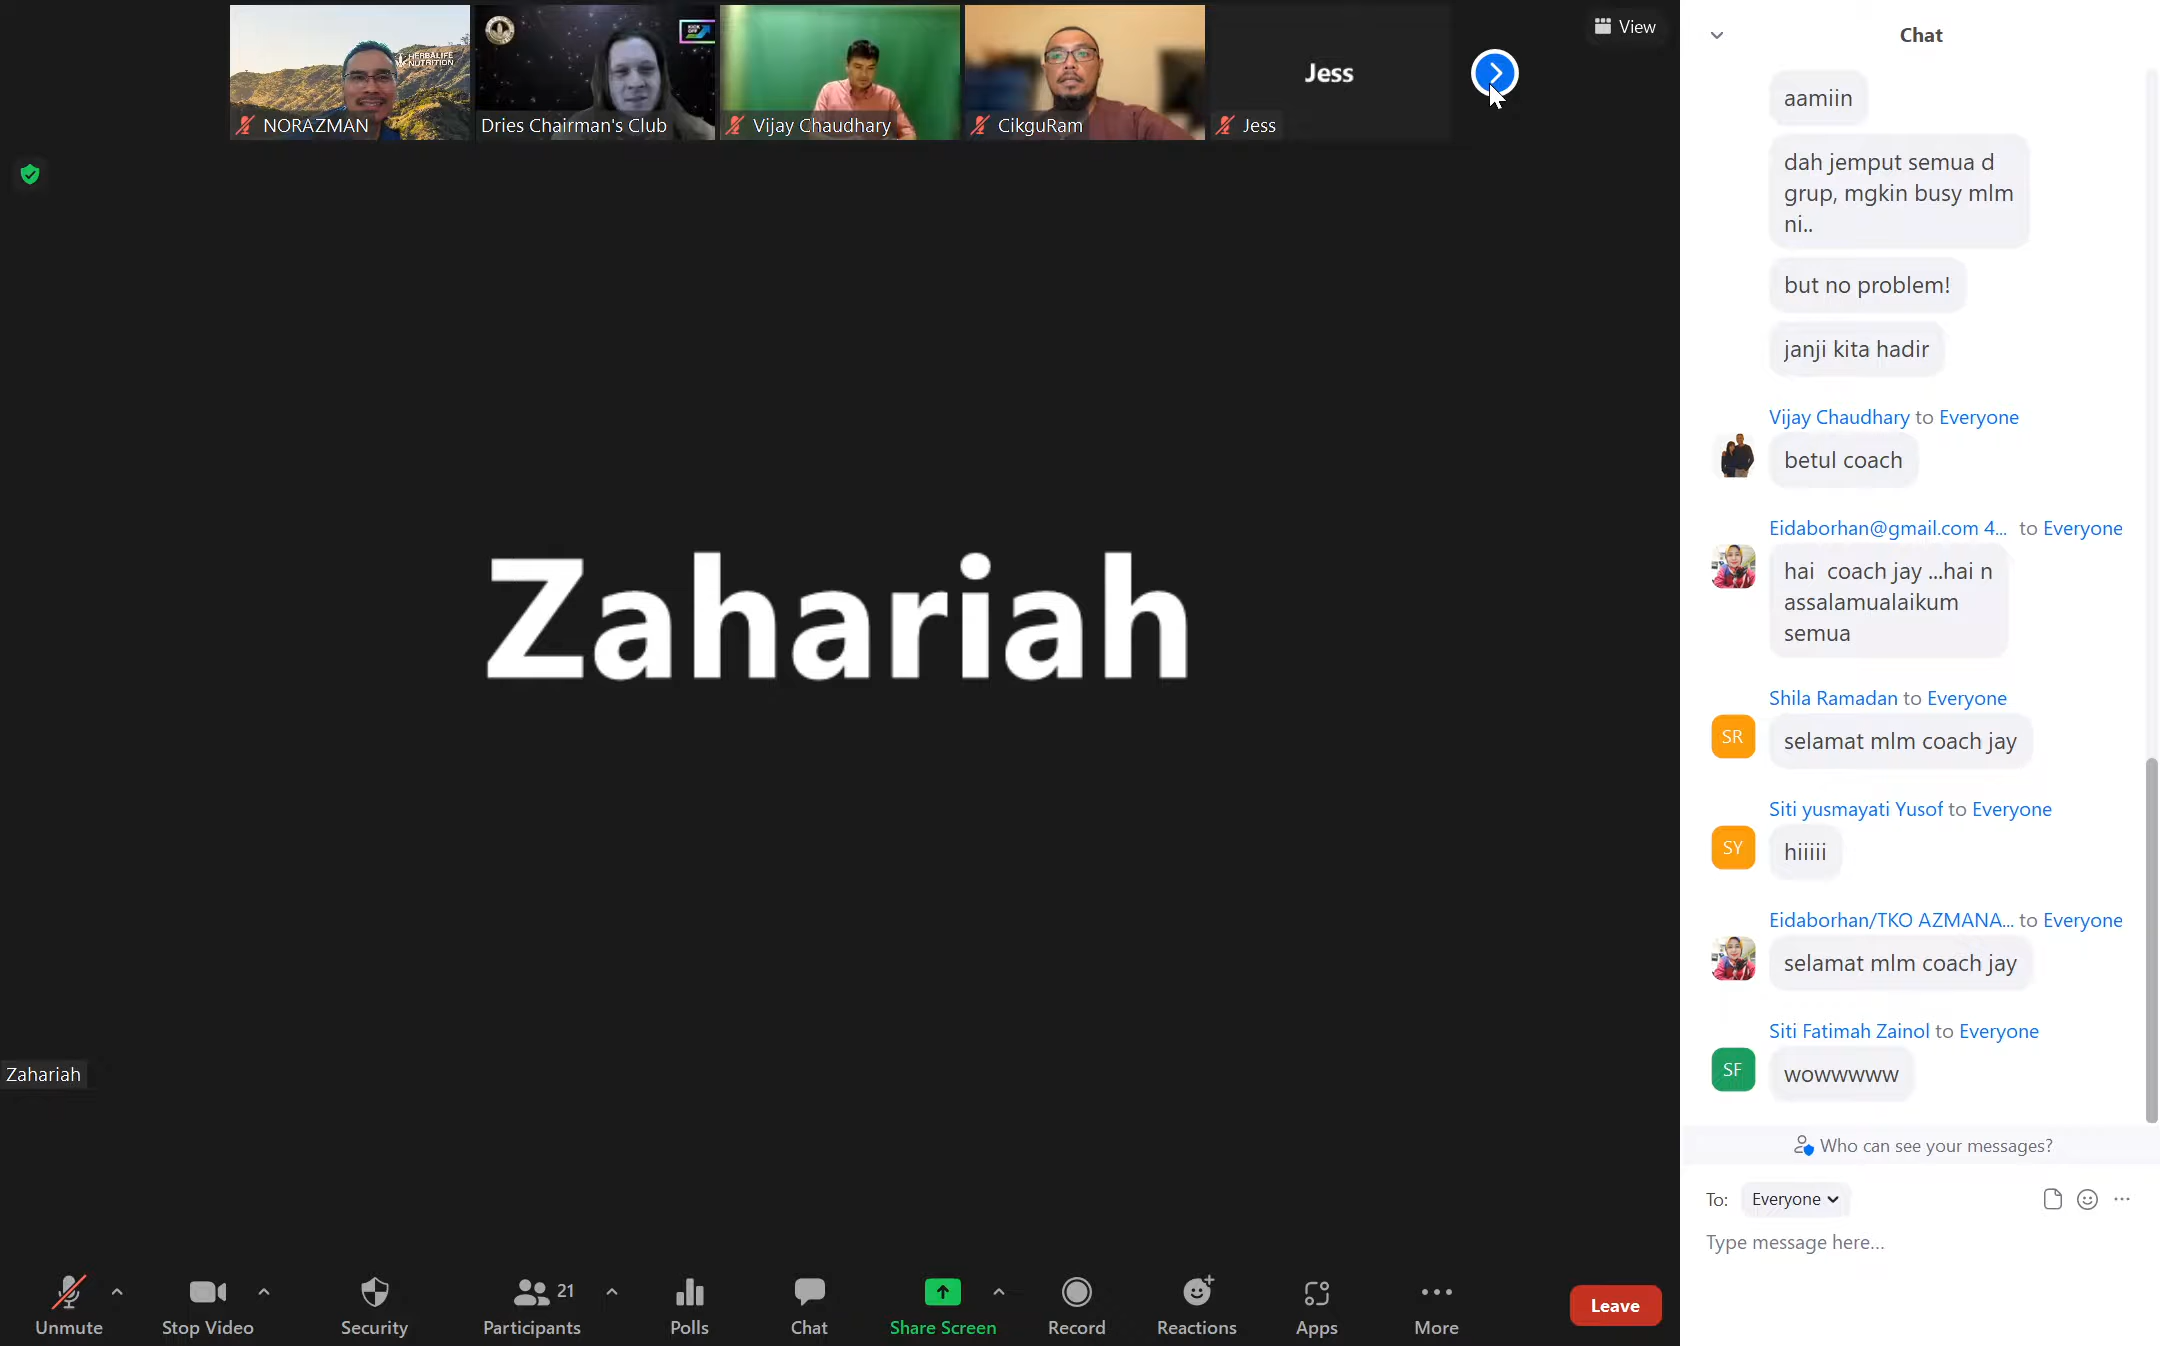 HERBALIFE
NUTRITION
NORAZMAN
Dries Chairman's Club
Vijay Chaudhary
CikguRam
Jess
Jess
View
Zahariah
Zahariah
Unmute
Stop Video
Security
21
Participants
Polls
Chat
Share Screen
Record
Reactions
Apps
More
Leave
Chat
aamiin
dah jemput semua d
grup, mgkin busy mlm
ni..
but no problem!
janji kita hadir
Vijay Chaudhary to Everyone
betul coach
Eidaborhan@gmail.com 4... to Everyone
hai coach jay ...hai n
assalamualaikum
semua
Shila Ramadan to Everyone
SR
selamat mlm coach jay
Siti yusmayati Yusof to Everyone
SY
hiiiii
Eidaborhan/TKO AZMANA... to Everyone
selamat mlm coach jay
Siti Fatimah Zainol to Everyone
SF
wowwwww
Who can see your messages?
To: Everyone
Type message here...